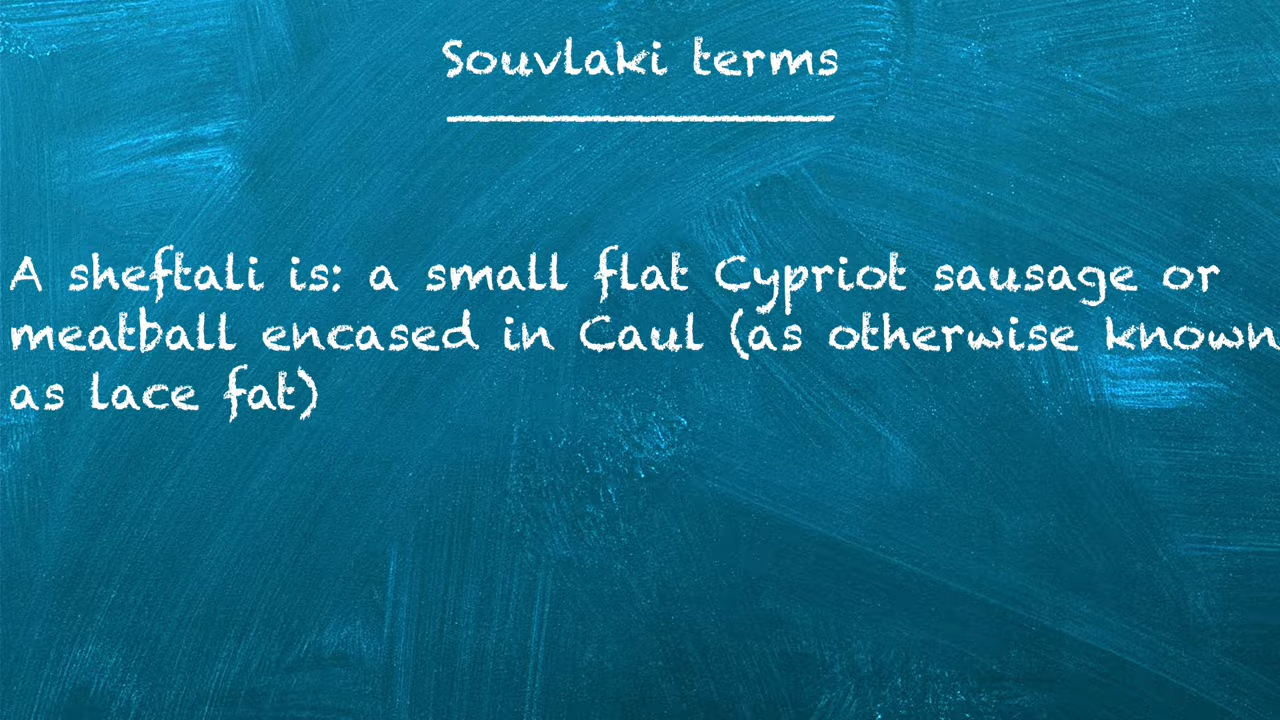 Souvlaki terms
A sheftali is: a small flat Cypriot sausage or
meatball encased in Caul (as otherwise known
as lace fat)